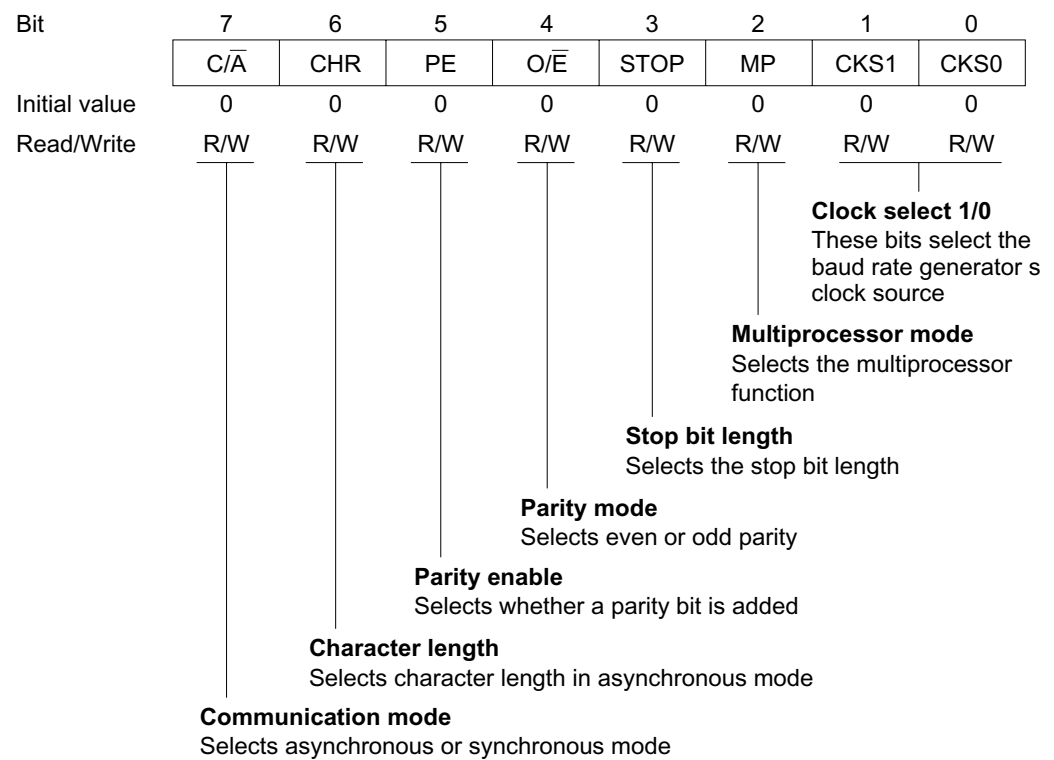 Bit 7 6 5 4 3 2 1 0
C/A̅ CHR PE O/E̅ STOP MP CKS1 CKS0
Initial value 0 0 0 0 0 0 0 0
Read/Write R/W R/W R/W R/W R/W R/W R/W R/W
Clock select 1/0
These bits select the
baud rate generator s
clock source
Multiprocessor mode
Selects the multiprocessor
function
Stop bit length
Selects the stop bit length
Parity mode
Selects even or odd parity
Parity enable
Selects whether a parity bit is added
Character length
Selects character length in asynchronous mode
Communication mode
Selects asynchronous or synchronous mode